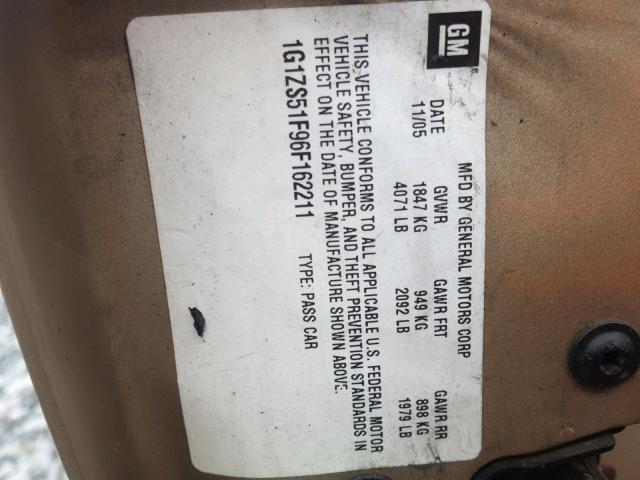 GM
MFD BY GENERAL MOTORS CORP
DATE GVWR GAWR FRT GAWR RR
11/05 1847 KG 949 KG 898 KG
4071 LB 2092 LB 1979 LB
THIS VEHICLE CONFORMS TO ALL APPLICABLE U.S. FEDERAL MOTOR
VEHICLE SAFETY, BUMPER, AND THEFT PREVENTION STANDARDS IN
EFFECT ON THE DATE OF MANUFACTURE SHOWN ABOVE.
1G1ZS51F96F162211 TYPE: PASS CAR